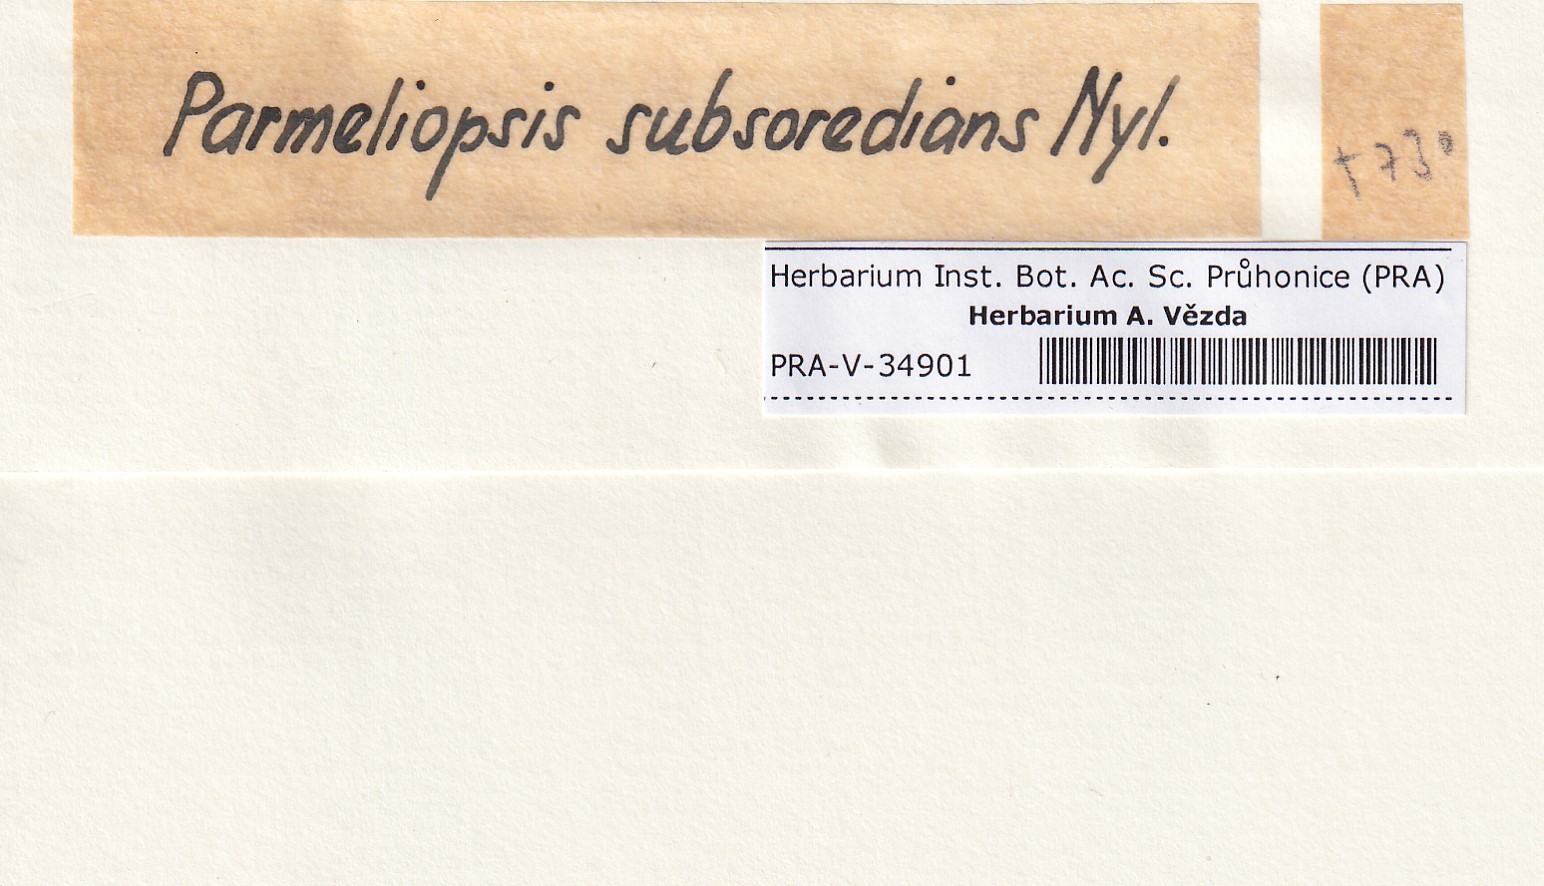 Parmeliopsis subsoredians Nyl.
+ 73°
Herbarium Inst. Bot. Ac. Sc. Průhonice (PRA)
Herbarium A. Vězda
PRA-V-34901